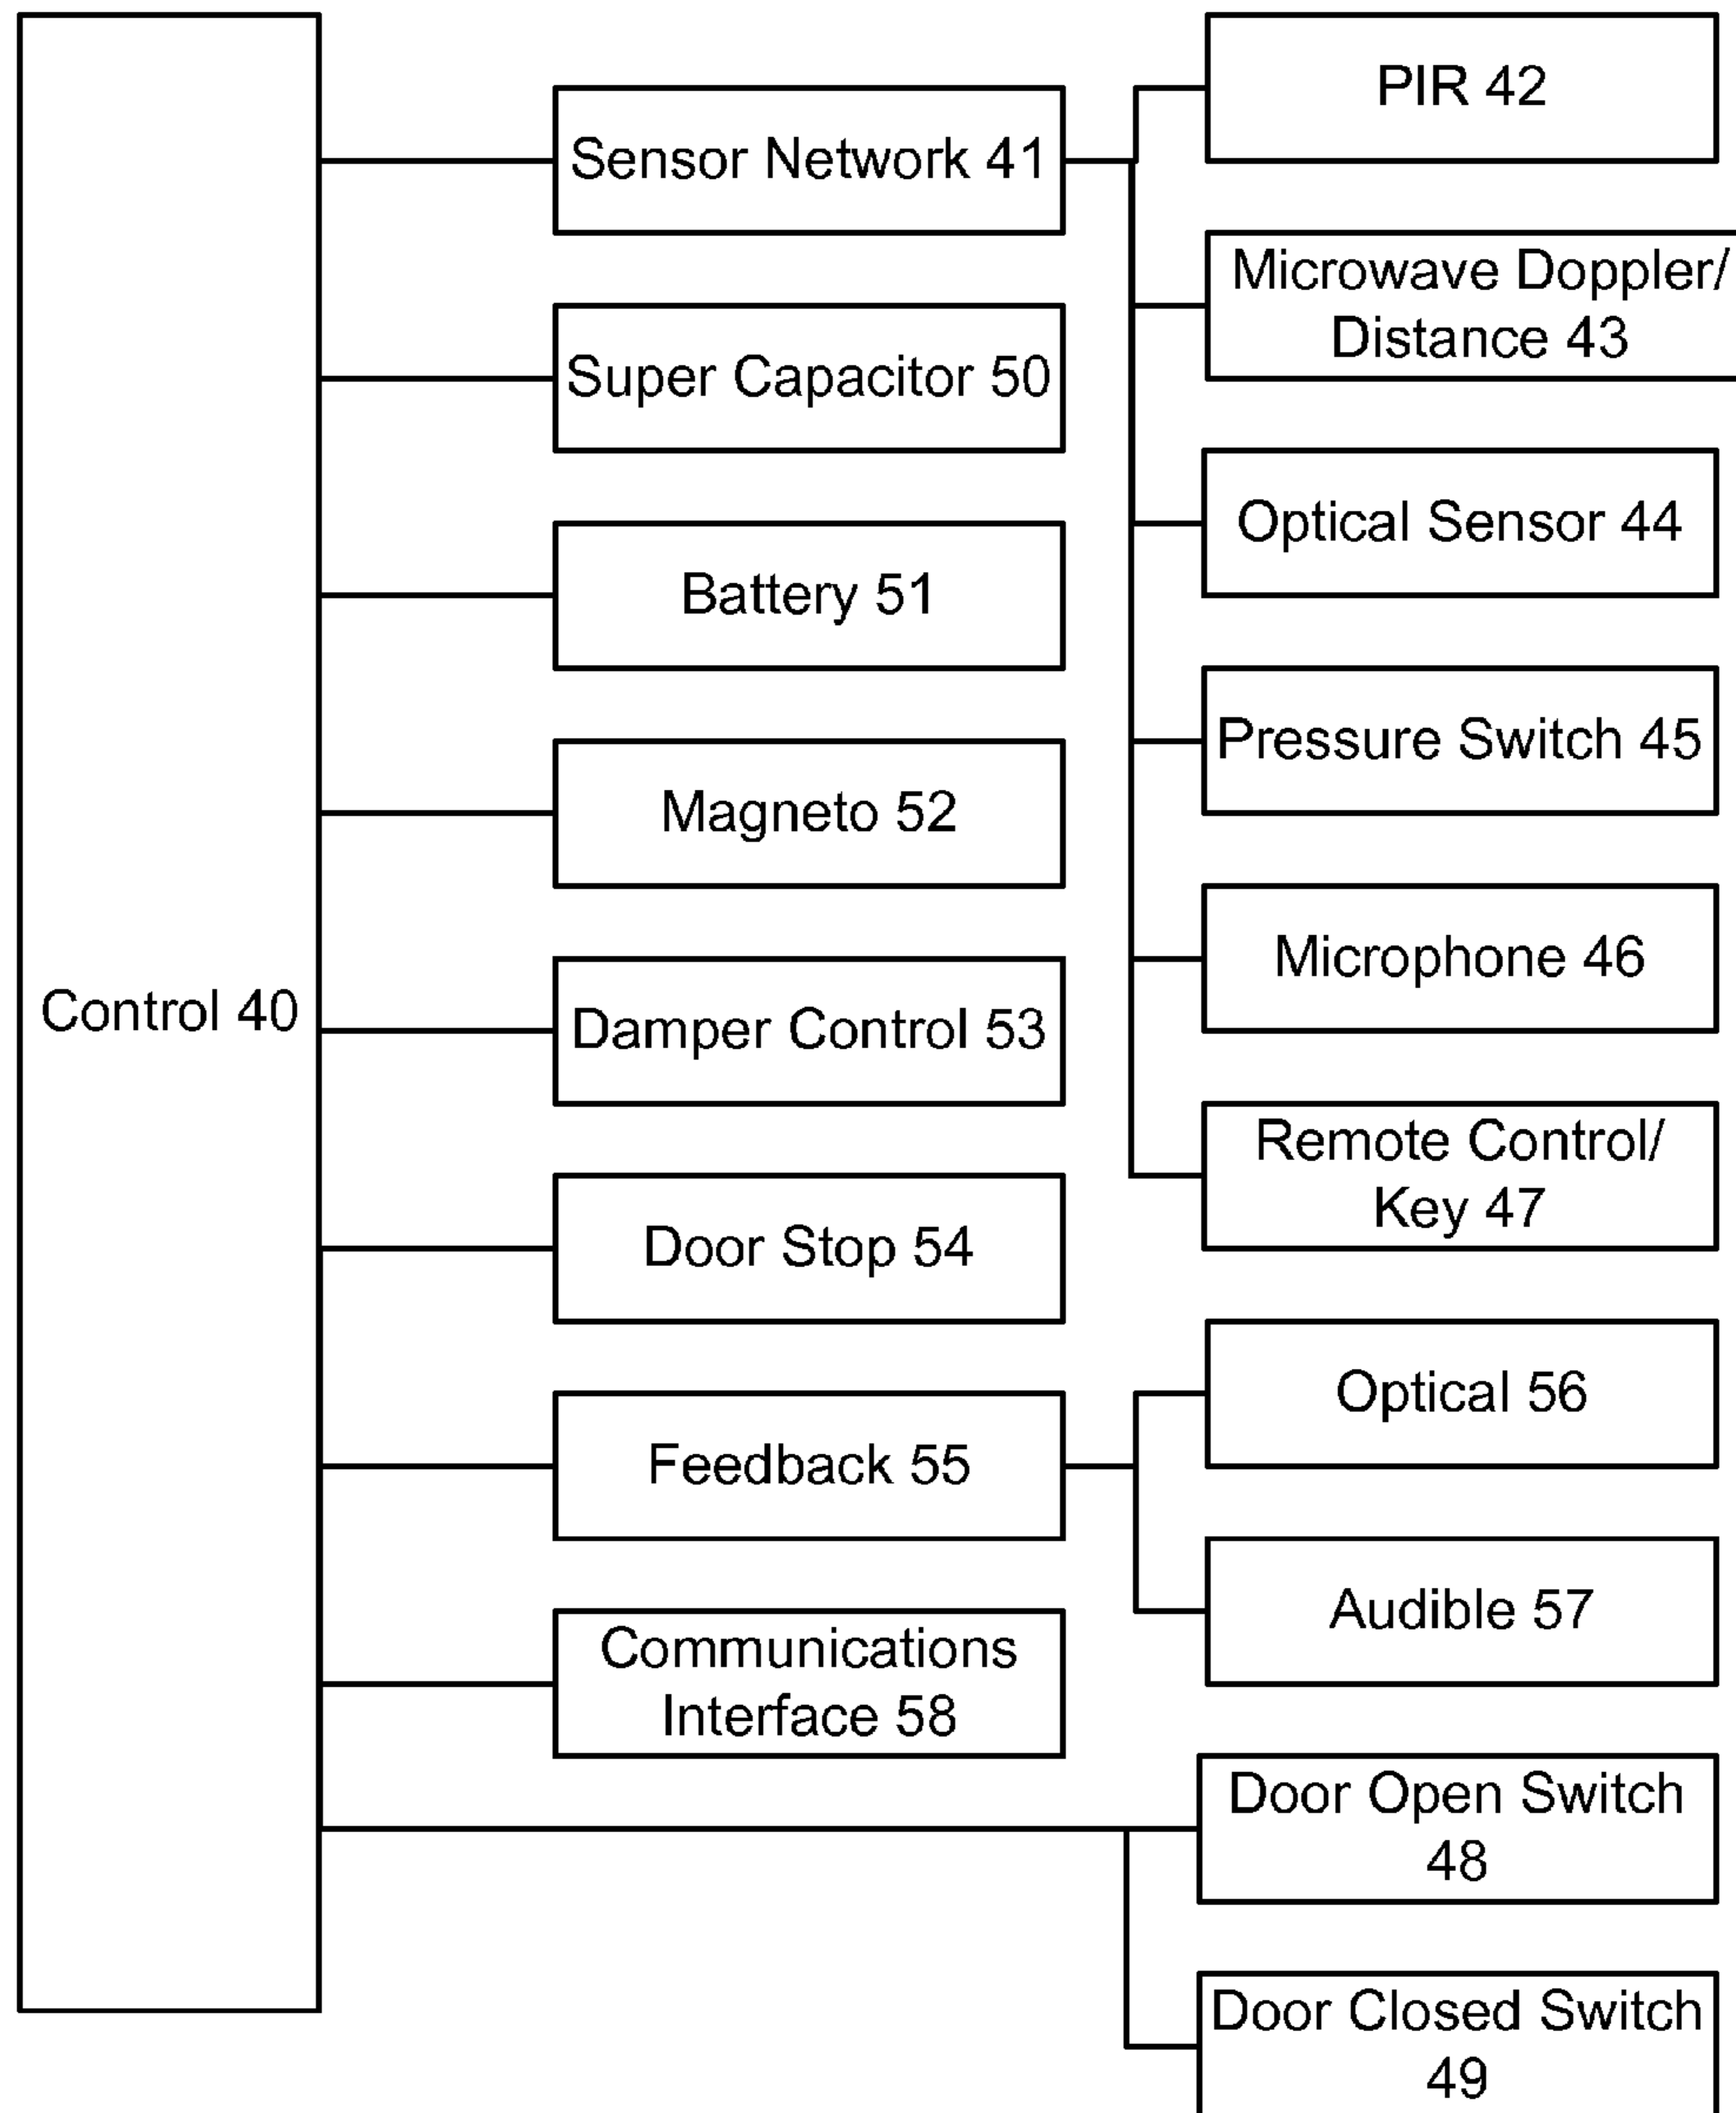 Control 40
Sensor Network 41
Super Capacitor 50
Battery 51
Magneto 52
Damper Control 53
Door Stop 54
Feedback 55
Communications
Interface 58
PIR 42
Microwave Doppler/
Distance 43
Optical Sensor 44
Pressure Switch 45
Microphone 46
Remote Control/
Key 47
Optical 56
Audible 57
Door Open Switch
48
Door Closed Switch
49